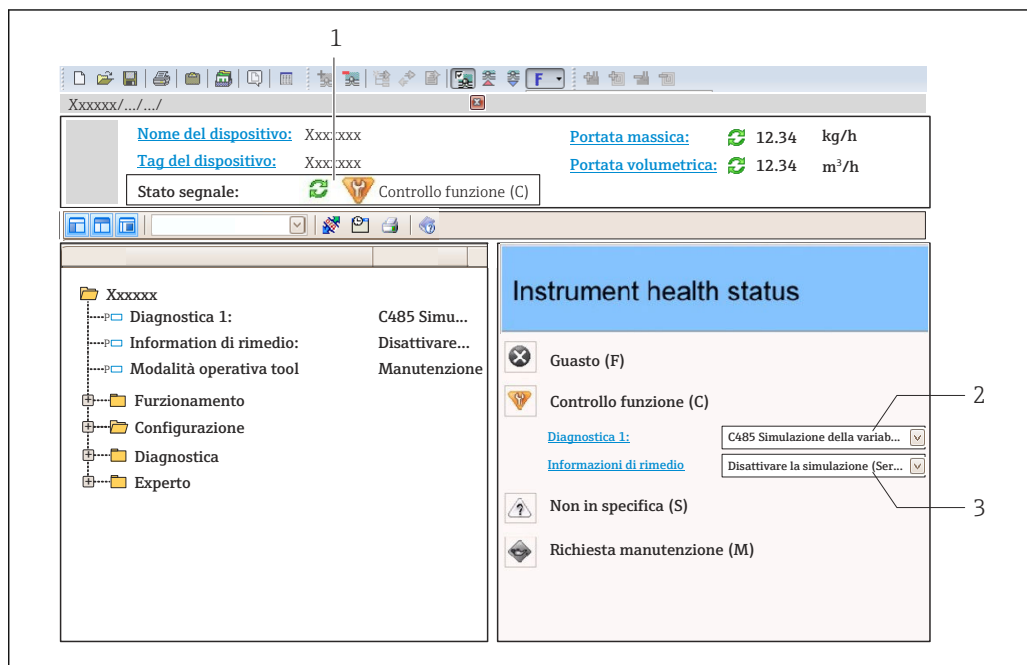 1
F
Xxxxxx/.../.../
Nome del dispositivo: Xxxxxxx
Portata massica: 12.34 kg/h
Tag del dispositivo: Xxxxxxx
Portata volumetrica: 12.34 m³/h
Stato segnale: Controllo funzione (C)
Xxxxxx
P Diagnostica 1: C485 Simu...
P Information di rimedio: Disattivare...
P Modalità operativa tool Manutenzione
Furzionamento
Configurazione
Diagnostica
Experto
Instrument health status
Guasto (F)
Controllo funzione (C)
2
Diagnostica 1: C485 Simulazione della variab...
Informazioni di rimedio Disattivare la simulazione (Ser...
3
Non in specifica (S)
Richiesta manutenzione (M)